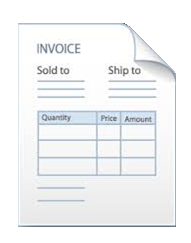 INVOICE
Sold to Ship to
Quantity Price Amount